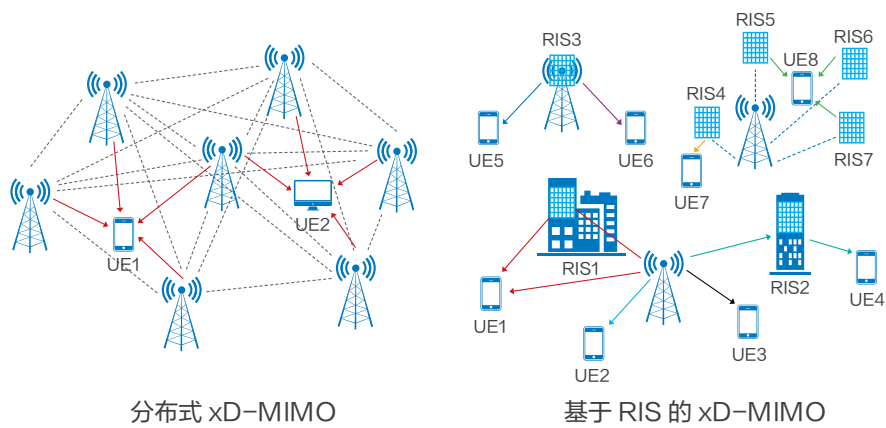 UE1
UE2
分布式 xD-MIMO
RIS3
UE5
UE6
RIS5
RIS6
UE8
RIS4
RIS7
UE7
RIS1
RIS2
UE1
UE2
UE3
UE4
基于 RIS 的 xD-MIMO